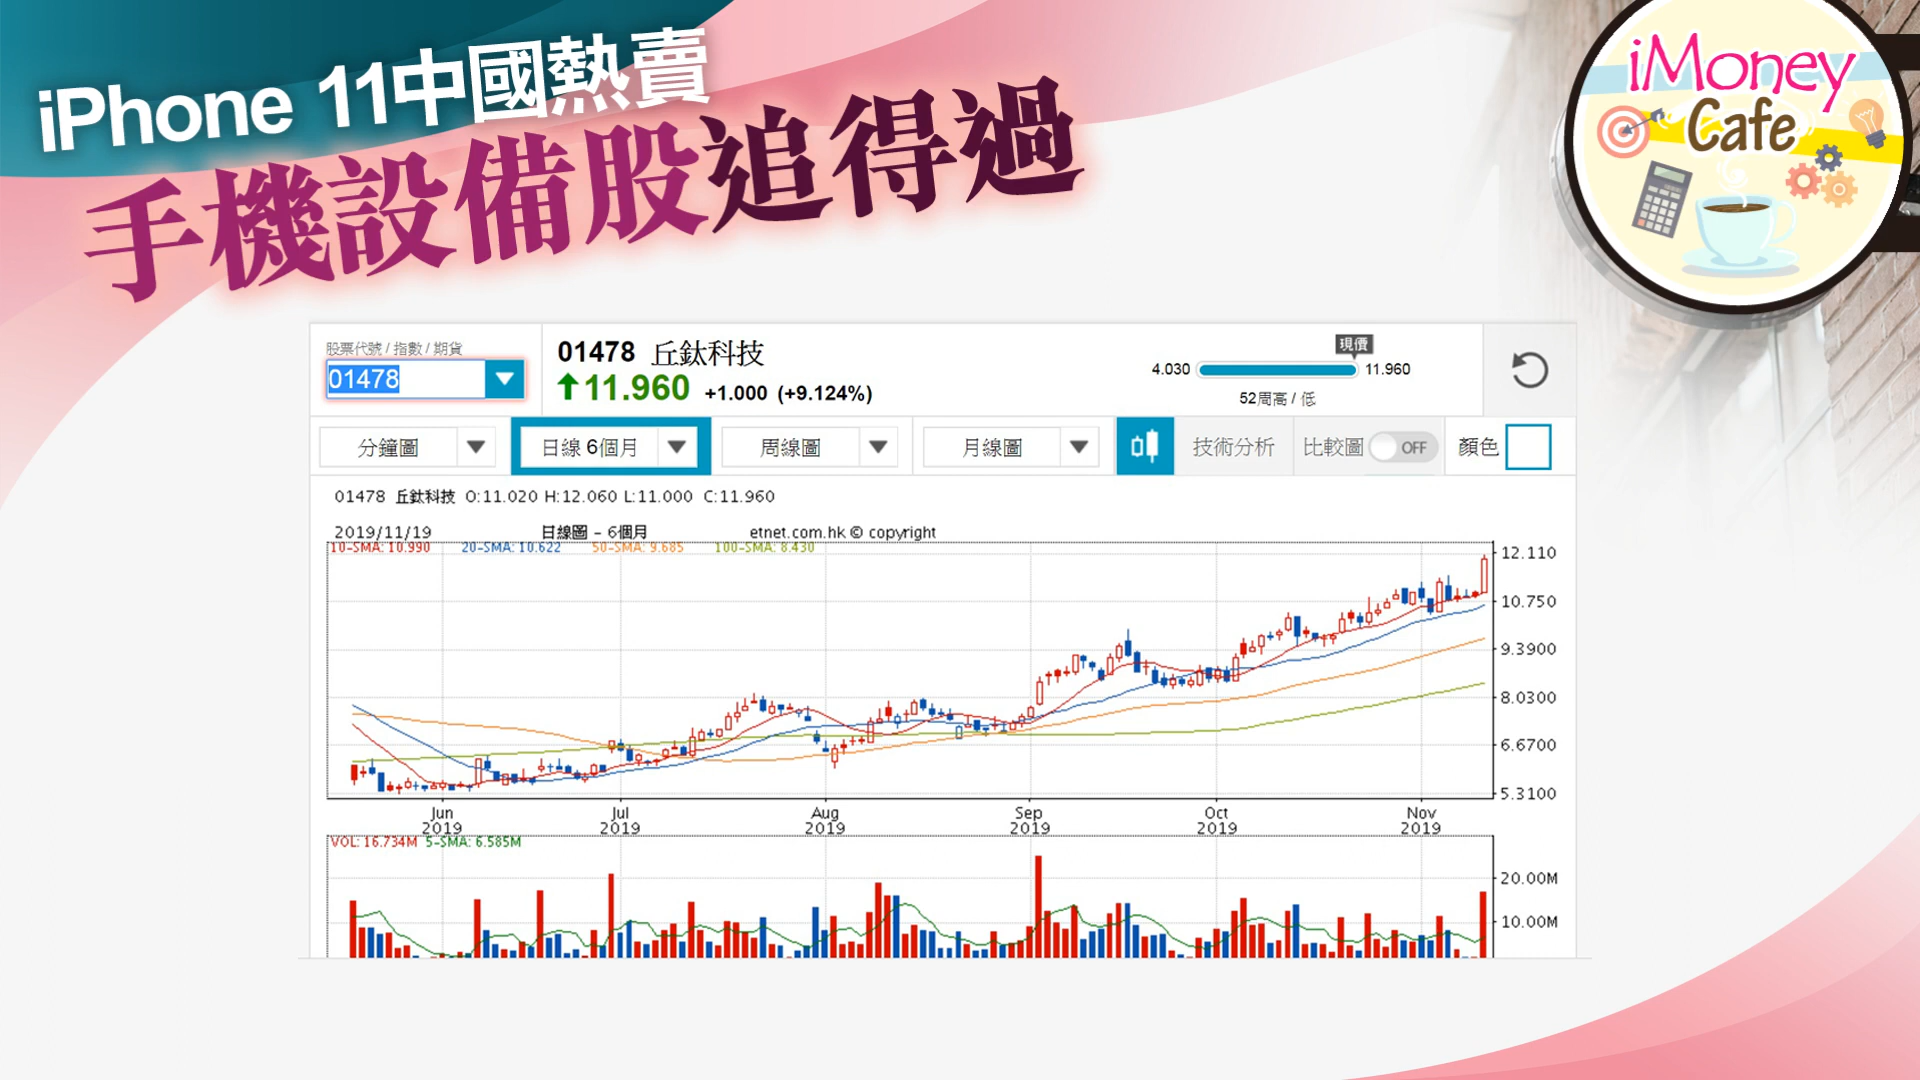 iPhone 11中國熱賣
手機設備股追得過
iMoney
Cafe
股票代號 / 指數 / 期貨
01478
01478 丘鈦科技
11.960 +1.000 (+9.124%)
現價
4.030 11.960
52周高 / 低
分鐘圖 日線 6個月 周線圖 月線圖 技術分析 比較圖 OFF 顏色
01478 丘鈦科技 O:11.020 H:12.060 L:11.000 C:11.960
2019/11/19 日線圖 - 6個月 etnet.com.hk © copyright
10-SMA: 10.990 20-SMA: 10.622 50-SMA: 9.685 100-SMA: 8.430
12.110
10.750
9.3900
8.0300
6.6700
5.3100
Jun Jul Aug Sep Oct Nov
2019 2019 2019 2019 2019 2019
VOL: 16.734M 5-SMA: 6.585M
20.00M
10.00M